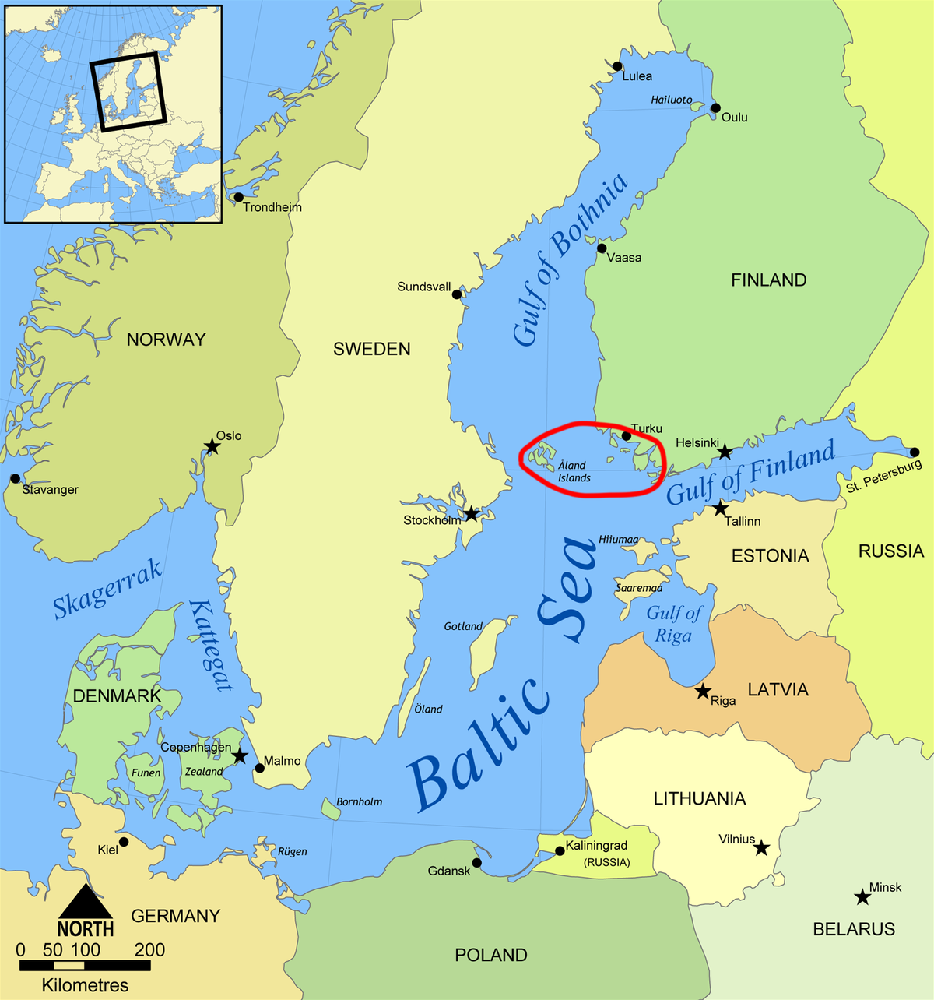 Lulea
Hailuoto
Oulu
Trondheim
Gulf of Bothnia
Vaasa
FINLAND
Sundsvall
NORWAY
SWEDEN
Turku
Oslo
Helsinki
Åland
Islands
Gulf of Finland
St. Petersburg
Stavanger
Stockholm
Tallinn
Hiiumaa
ESTONIA
RUSSIA
Skagerrak
Saaremaa
Kattegat
Gulf of
Riga
Gotland
Baltic Sea
DENMARK
LATVIA
Riga
Öland
Copenhagen
Malmo
Funen
Zealand
Bornholm
LITHUANIA
Vilnius
Kiel
Rügen
Kaliningrad
(RUSSIA)
Gdansk
Minsk
GERMANY
NORTH
BELARUS
POLAND
0 50 100 200
Kilometres